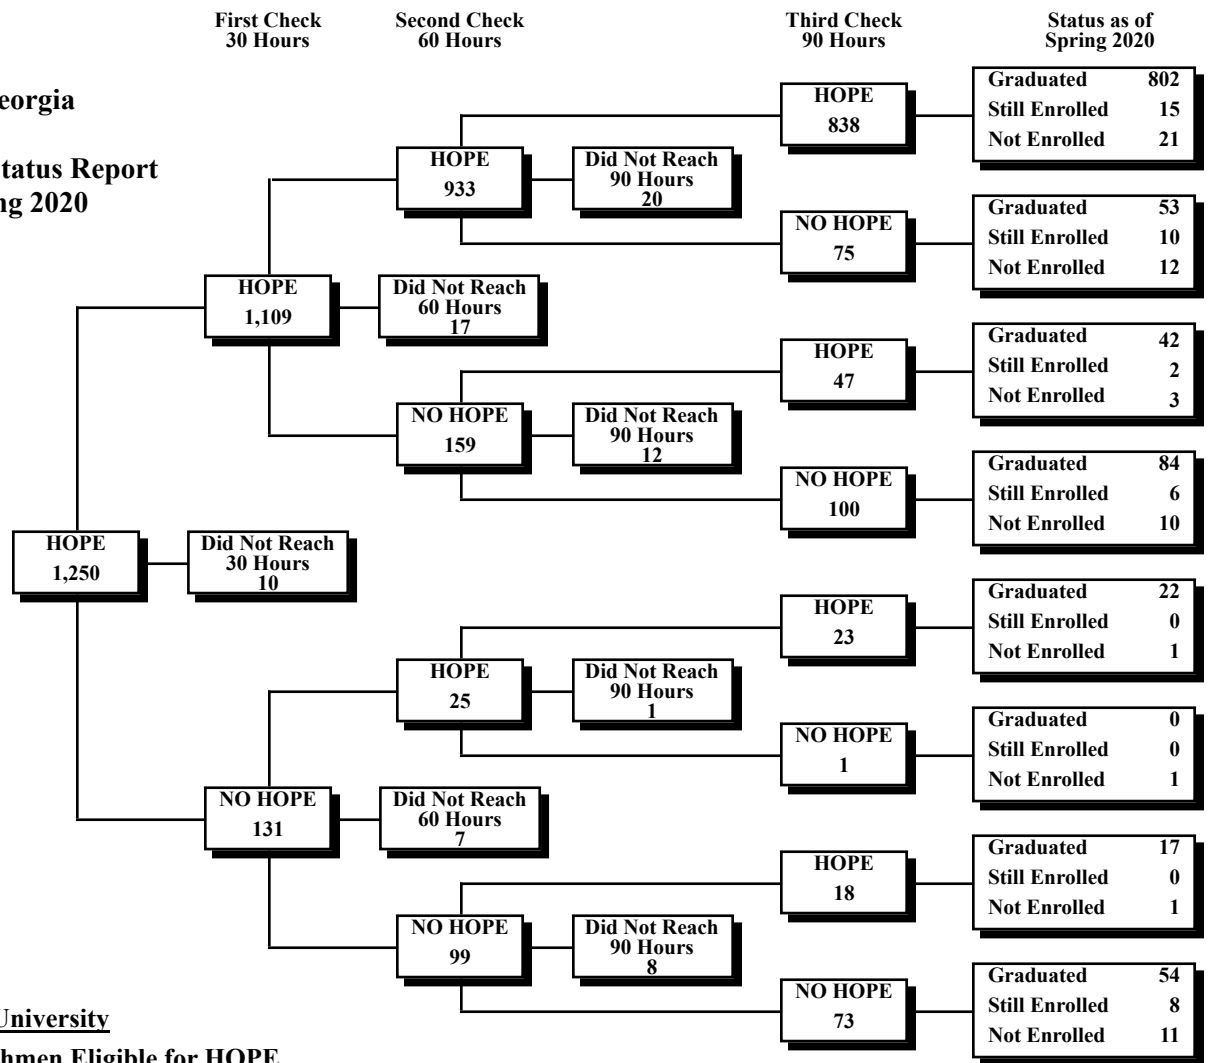 First Check
30 Hours
Second Check
60 Hours
Third Check
90 Hours
Status as of
Spring 2020
eorgia
tatus Report
ng 2020
HOPE
1,250
Did Not Reach
30 Hours
10
HOPE
1,109
Did Not Reach
60 Hours
17
NO HOPE
131
Did Not Reach
60 Hours
7
HOPE
933
Did Not Reach
90 Hours
20
NO HOPE
159
Did Not Reach
90 Hours
12
HOPE
25
Did Not Reach
90 Hours
1
NO HOPE
99
Did Not Reach
90 Hours
8
HOPE
838
Graduated 802
Still Enrolled 15
Not Enrolled 21
NO HOPE
75
Graduated 53
Still Enrolled 10
Not Enrolled 12
HOPE
47
Graduated 42
Still Enrolled 2
Not Enrolled 3
NO HOPE
100
Graduated 84
Still Enrolled 6
Not Enrolled 10
HOPE
23
Graduated 22
Still Enrolled 0
Not Enrolled 1
NO HOPE
1
Graduated 0
Still Enrolled 0
Not Enrolled 1
HOPE
18
Graduated 17
Still Enrolled 0
Not Enrolled 1
NO HOPE
73
Graduated 54
Still Enrolled 8
Not Enrolled 11
University
hmen Eligible for HOPE